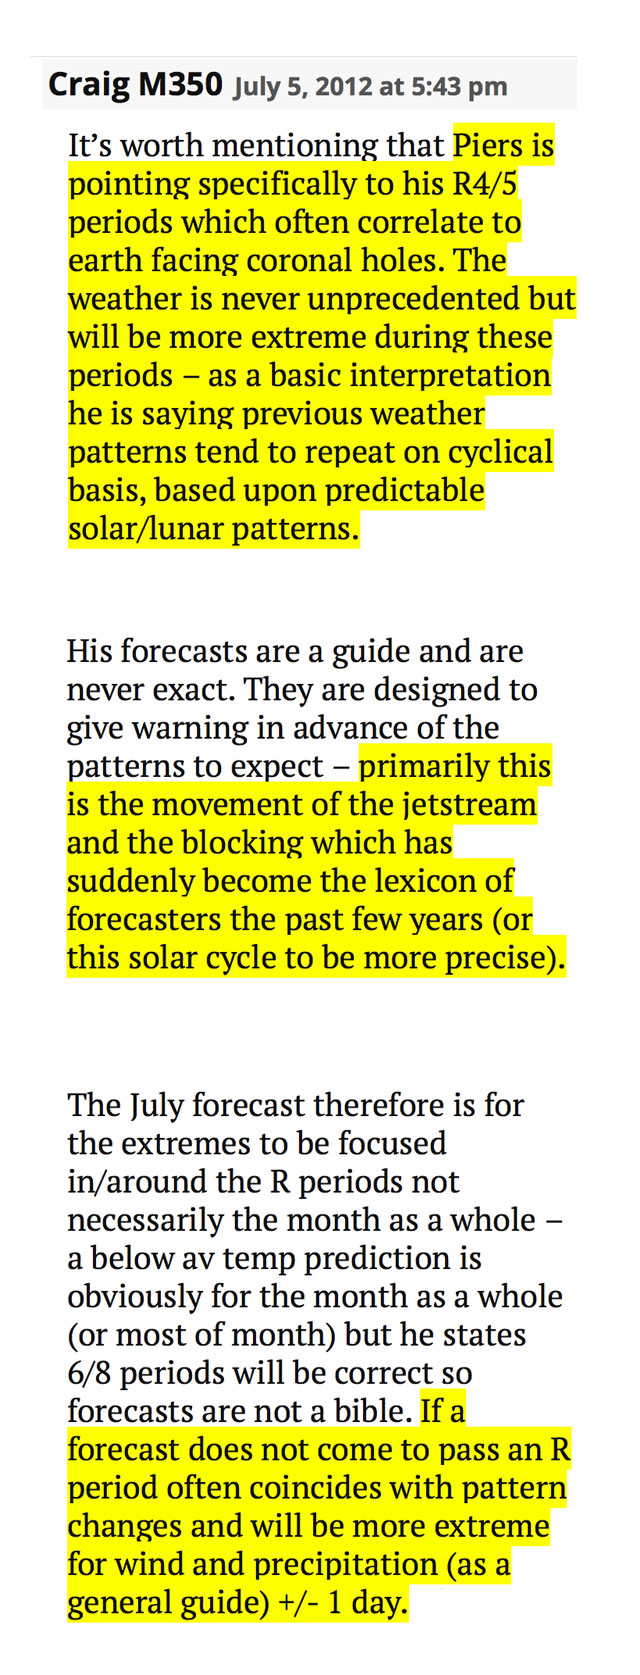 Craig M350 July 5, 2012 at 5:43 pm
It's worth mentioning that Piers is
pointing specifically to his R4/5
periods which often correlate to
earth facing coronal holes. The
weather is never unprecedented but
will be more extreme during these
periods – as a basic interpretation
he is saying previous weather
patterns tend to repeat on cyclical
basis, based upon predictable
solar/lunar patterns.
His forecasts are a guide and are
never exact. They are designed to
give warning in advance of the
patterns to expect – primarily this
is the movement of the jetstream
and the blocking which has
suddenly become the lexicon of
forecasters the past few years (or
this solar cycle to be more precise).
The July forecast therefore is for
the extremes to be focused
in/around the R periods not
necessarily the month as a whole –
a below av temp prediction is
obviously for the month as a whole
(or most of month) but he states
6/8 periods will be correct so
forecasts are not a bible. If a
forecast does not come to pass an R
period often coincides with pattern
changes and will be more extreme
for wind and precipitation (as a
general guide) +/- 1 day.